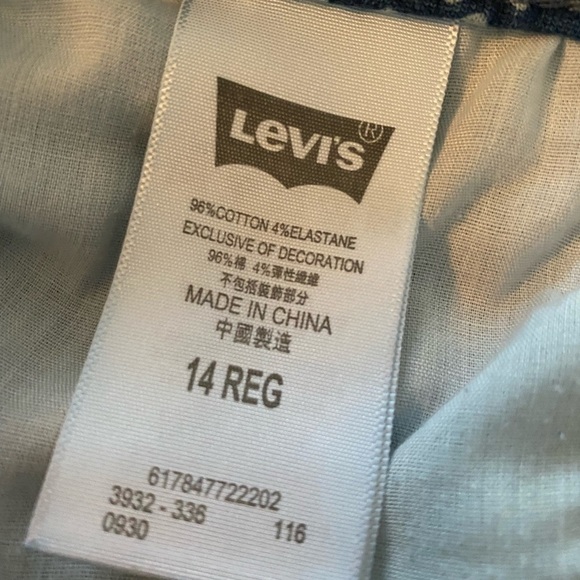 Levi's®
96%COTTON 4%ELASTANE
EXCLUSIVE OF DECORATION
96%棉 4%彈性纖維
不包括裝飾部分
MADE IN CHINA
中國製造
14 REG
617847722202
3932 - 336
0930 116